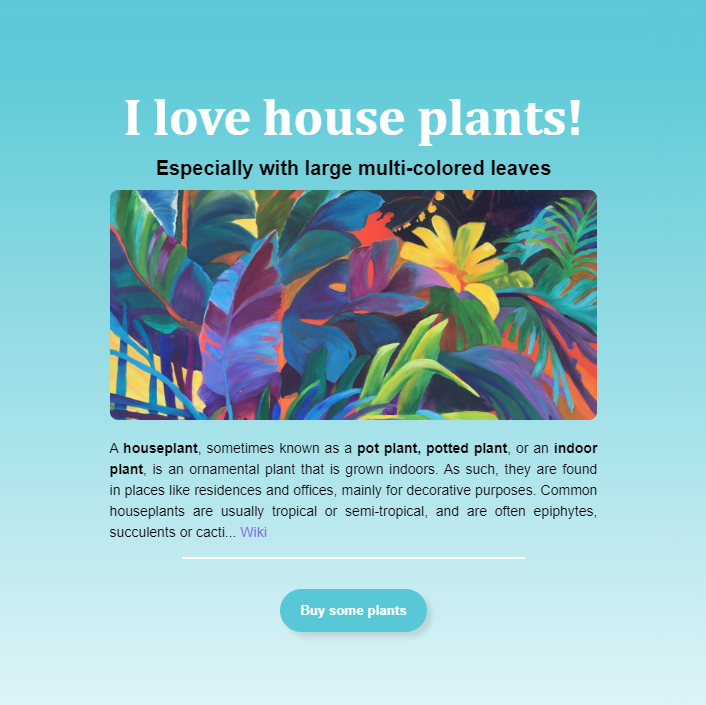 I love house plants!
Especially with large multi-colored leaves
A houseplant, sometimes known as a pot plant, potted plant, or an indoor
plant, is an ornamental plant that is grown indoors. As such, they are found
in places like residences and offices, mainly for decorative purposes. Common
houseplants are usually tropical or semi-tropical, and are often epiphytes,
succulents or cacti... Wiki
Buy some plants